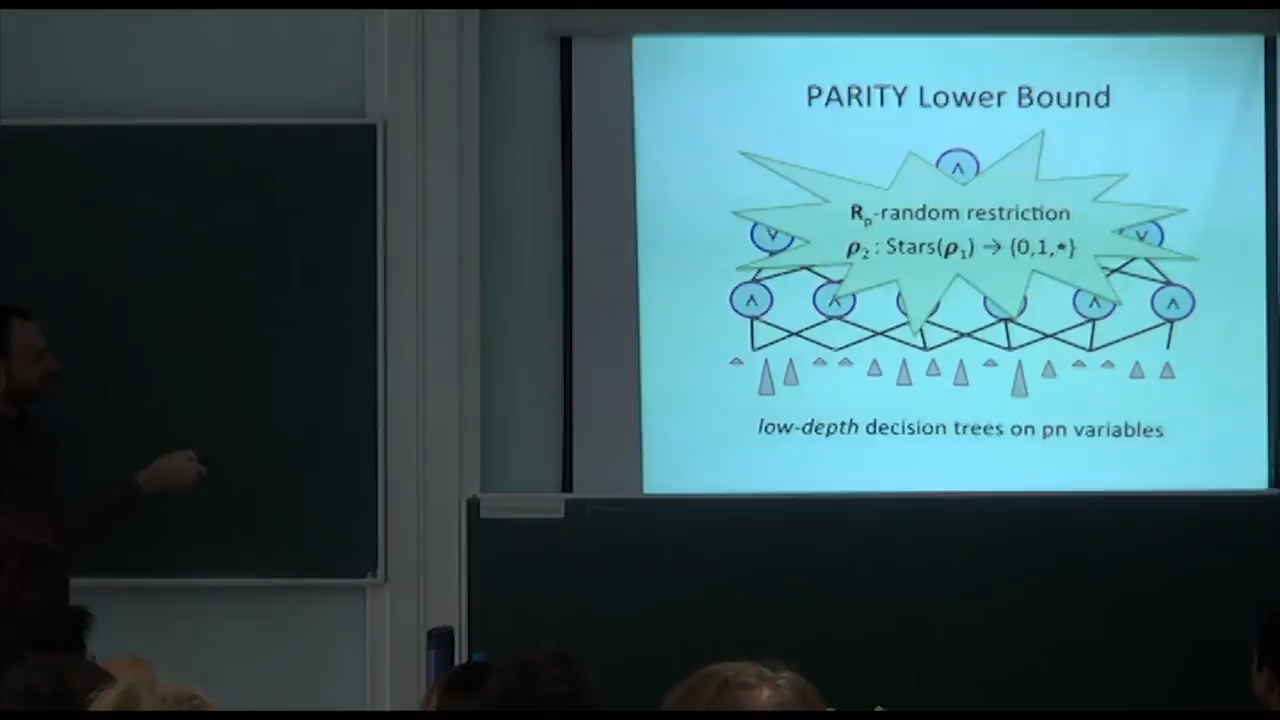 PARITY Lower Bound
∧
Rp-random restriction
∨ ρ2 : Stars(ρ1) → {0,1,*} ∨
∧ ∧ ∧ ∧
low-depth decision trees on pn variables